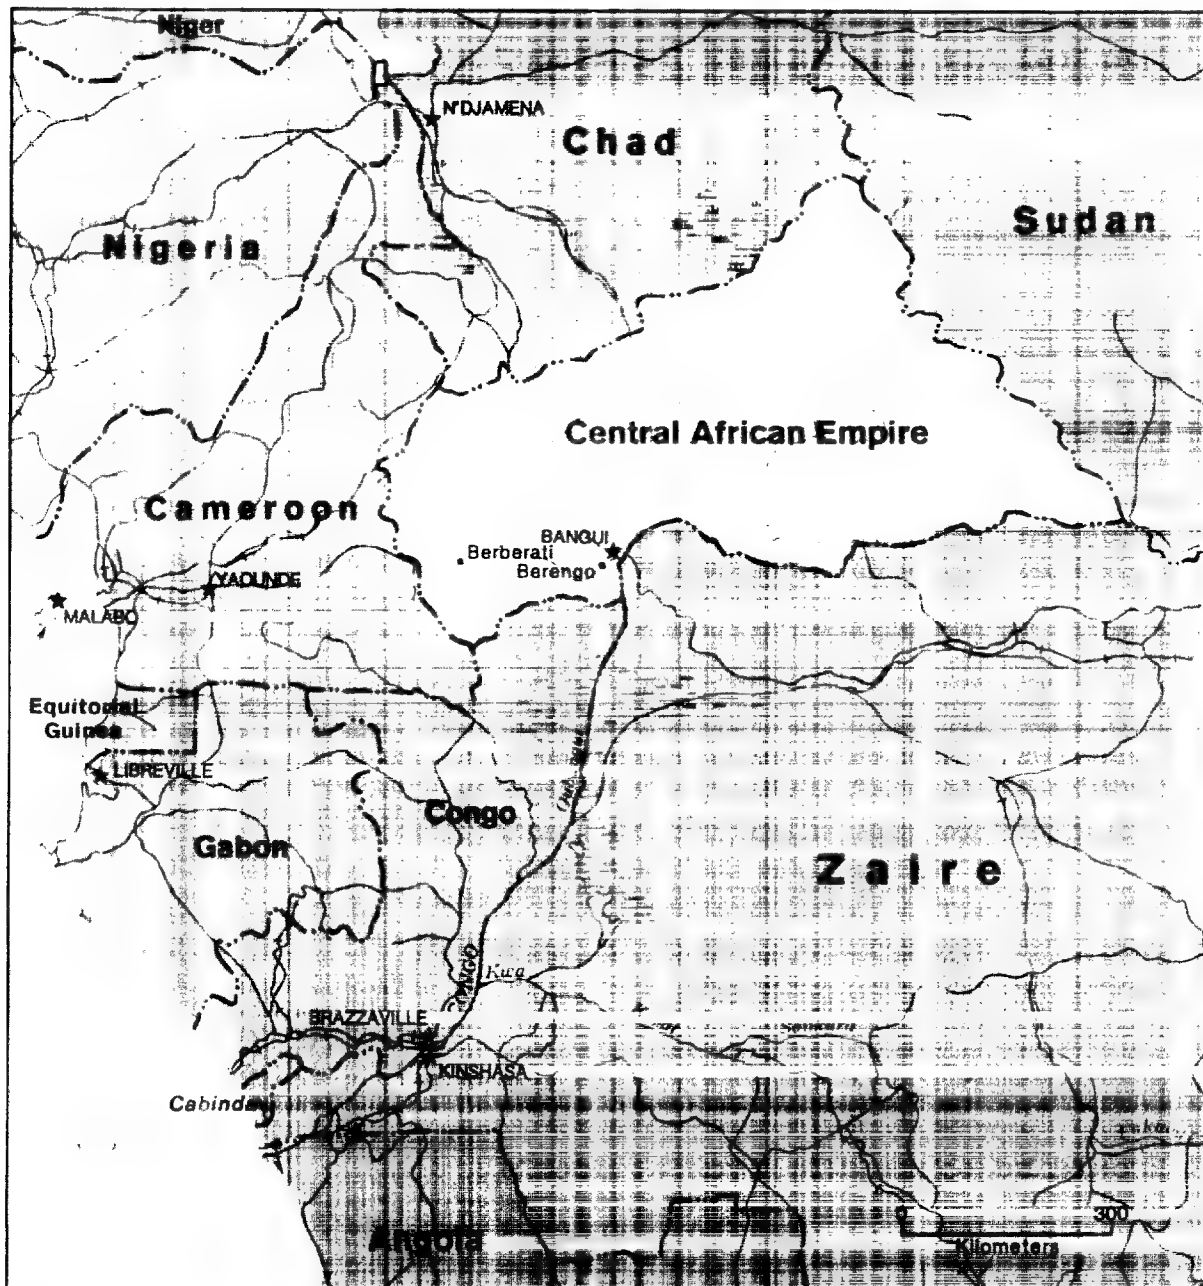 Niger
N'DJAMENA
Chad
Sudan
Nigeria
Central African Empire
Cameroon
BANGUI
Berberati
Berengo
YAOUNDE
MALABO
Equitorial
Guinea
LIBREVILLE
Congo
Gabon
Zaire
CONGO
Kwa
BRAZZAVILLE
KINSHASA
Cabinda
Angola
0 300
Kilometers